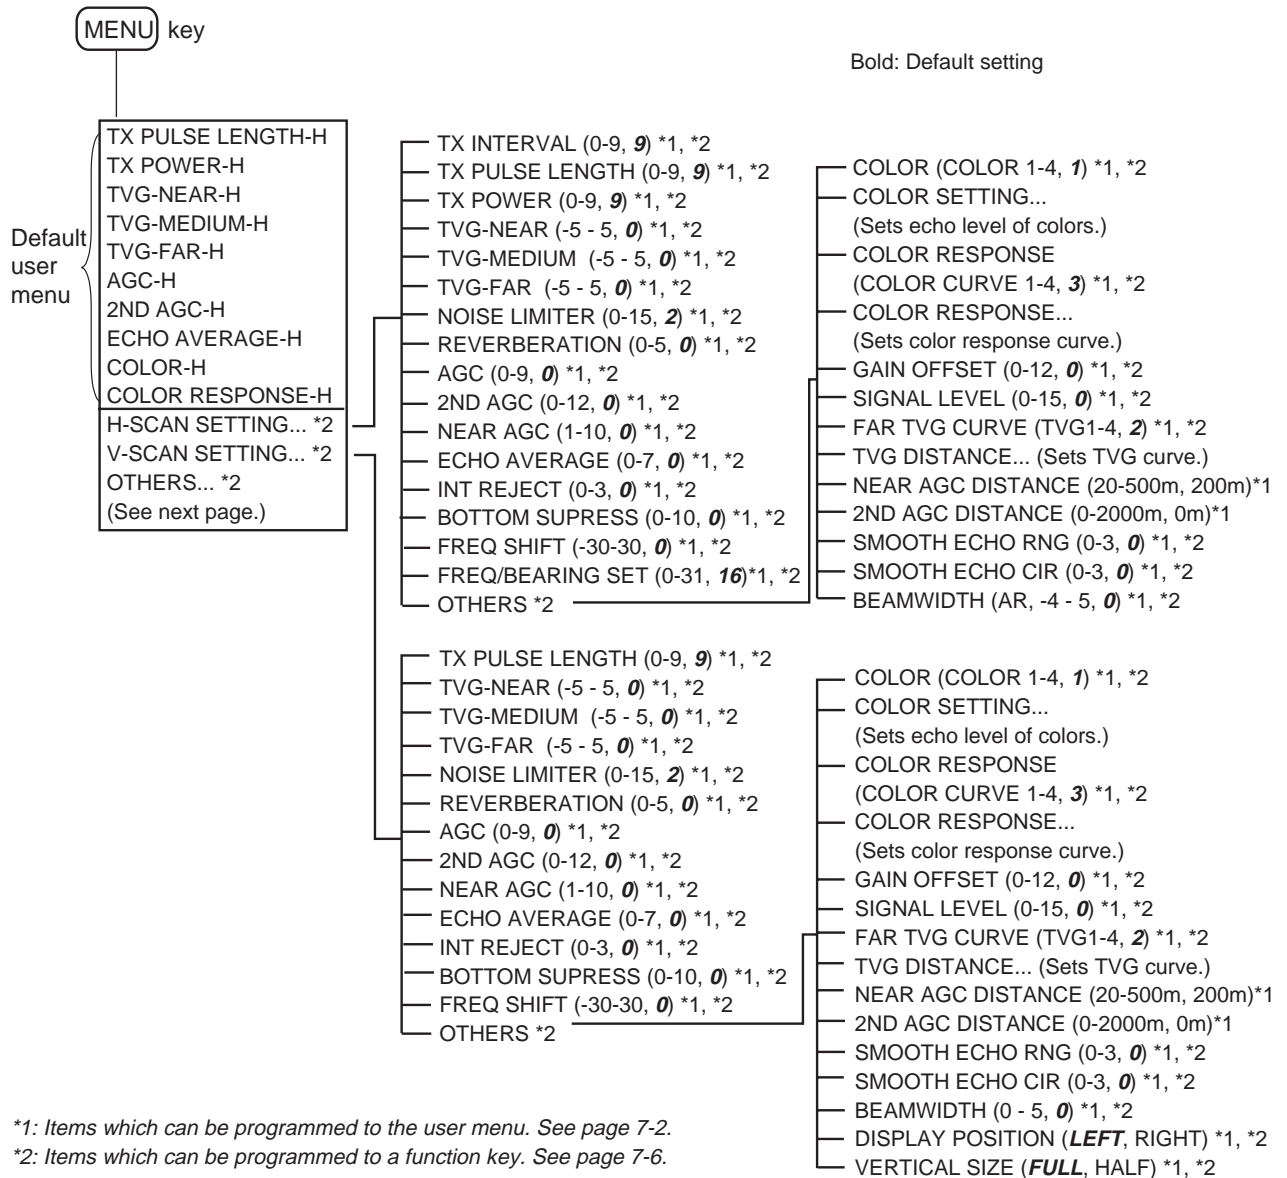 MENU key
Bold: Default setting
Default
user
menu
TX PULSE LENGTH-H
TX POWER-H
TVG-NEAR-H
TVG-MEDIUM-H
TVG-FAR-H
AGC-H
2ND AGC-H
ECHO AVERAGE-H
COLOR-H
COLOR RESPONSE-H
H-SCAN SETTING... *2
V-SCAN SETTING... *2
OTHERS... *2
(See next page.)
TX INTERVAL (0-9, 9) *1, *2
TX PULSE LENGTH (0-9, 9) *1, *2
TX POWER (0-9, 9) *1, *2
TVG-NEAR (-5 - 5, 0) *1, *2
TVG-MEDIUM (-5 - 5, 0) *1, *2
TVG-FAR (-5 - 5, 0) *1, *2
NOISE LIMITER (0-15, 2) *1, *2
REVERBERATION (0-5, 0) *1, *2
AGC (0-9, 0) *1, *2
2ND AGC (0-12, 0) *1, *2
NEAR AGC (1-10, 0) *1, *2
ECHO AVERAGE (0-7, 0) *1, *2
INT REJECT (0-3, 0) *1, *2
BOTTOM SUPRESS (0-10, 0) *1, *2
FREQ SHIFT (-30-30, 0) *1, *2
FREQ/BEARING SET (0-31, 16)*1, *2
OTHERS *2
COLOR (COLOR 1-4, 1) *1, *2
COLOR SETTING...
(Sets echo level of colors.)
COLOR RESPONSE
(COLOR CURVE 1-4, 3) *1, *2
COLOR RESPONSE...
(Sets color response curve.)
GAIN OFFSET (0-12, 0) *1, *2
SIGNAL LEVEL (0-15, 0) *1, *2
FAR TVG CURVE (TVG1-4, 2) *1, *2
TVG DISTANCE... (Sets TVG curve.)
NEAR AGC DISTANCE (20-500m, 200m)*1
2ND AGC DISTANCE (0-2000m, 0m)*1
SMOOTH ECHO RNG (0-3, 0) *1, *2
SMOOTH ECHO CIR (0-3, 0) *1, *2
BEAMWIDTH (AR, -4 - 5, 0) *1, *2
TX PULSE LENGTH (0-9, 9) *1, *2
TVG-NEAR (-5 - 5, 0) *1, *2
TVG-MEDIUM (-5 - 5, 0) *1, *2
TVG-FAR (-5 - 5, 0) *1, *2
NOISE LIMITER (0-15, 2) *1, *2
REVERBERATION (0-5, 0) *1, *2
AGC (0-9, 0) *1, *2
2ND AGC (0-12, 0) *1, *2
NEAR AGC (1-10, 0) *1, *2
ECHO AVERAGE (0-7, 0) *1, *2
INT REJECT (0-3, 0) *1, *2
BOTTOM SUPRESS (0-10, 0) *1, *2
FREQ SHIFT (-30-30, 0) *1, *2
OTHERS *2
COLOR (COLOR 1-4, 1) *1, *2
COLOR SETTING...
(Sets echo level of colors.)
COLOR RESPONSE
(COLOR CURVE 1-4, 3) *1, *2
COLOR RESPONSE...
(Sets color response curve.)
GAIN OFFSET (0-12, 0) *1, *2
SIGNAL LEVEL (0-15, 0) *1, *2
FAR TVG CURVE (TVG1-4, 2) *1, *2
TVG DISTANCE... (Sets TVG curve.)
NEAR AGC DISTANCE (20-500m, 200m)*1
2ND AGC DISTANCE (0-2000m, 0m)*1
SMOOTH ECHO RNG (0-3, 0) *1, *2
SMOOTH ECHO CIR (0-3, 0) *1, *2
BEAMWIDTH (0 - 5, 0) *1, *2
DISPLAY POSITION (LEFT, RIGHT) *1, *2
VERTICAL SIZE (FULL, HALF) *1, *2
*1: Items which can be programmed to the user menu. See page 7-2.
*2: Items which can be programmed to a function key. See page 7-6.